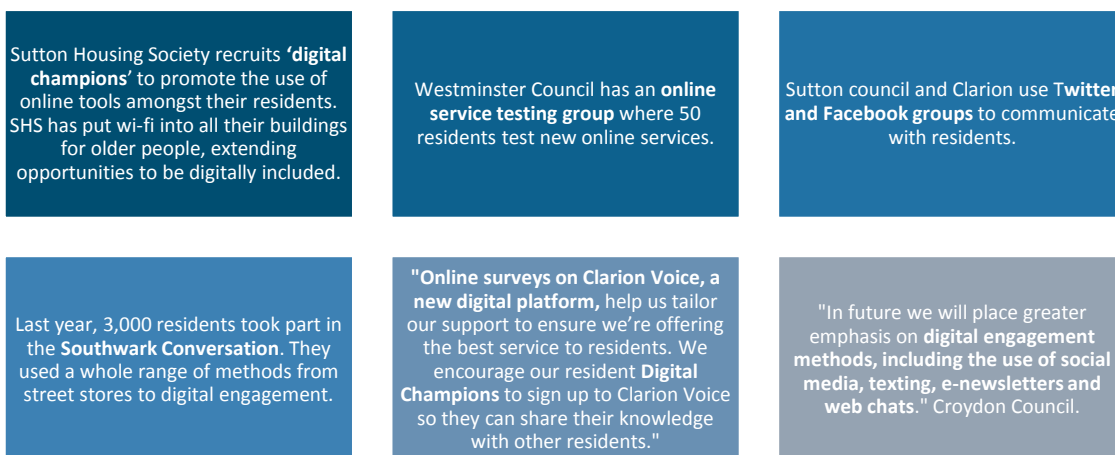 Sutton Housing Society recruits ‘digital
champions’ to promote the use of
online tools amongst their residents.
SHS has put wi-fi into all their buildings
for older people, extending
opportunities to be digitally included.
Westminster Council has an online
service testing group where 50
residents test new online services.
Sutton council and Clarion use Twitter
and Facebook groups to communicate
with residents.
Last year, 3,000 residents took part in
the Southwark Conversation. They
used a whole range of methods from
street stores to digital engagement.
"Online surveys on Clarion Voice, a
new digital platform, help us tailor
our support to ensure we’re offering
the best service to residents. We
encourage our resident Digital
Champions to sign up to Clarion Voice
so they can share their knowledge
with other residents."
"In future we will place greater
emphasis on digital engagement
methods, including the use of social
media, texting, e-newsletters and
web chats." Croydon Council.